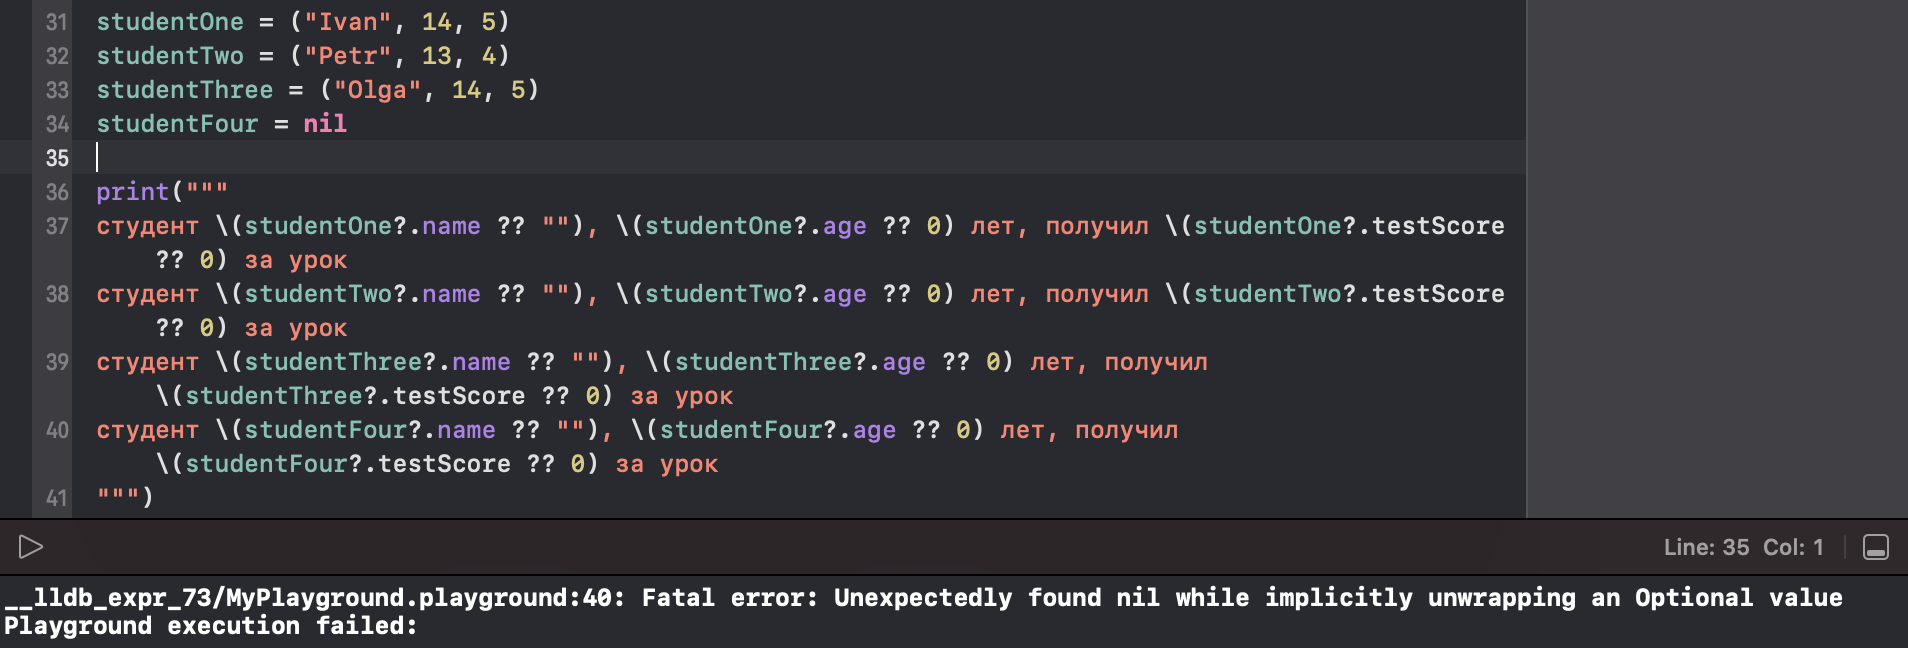 31 studentOne = ("Ivan", 14, 5)
32 studentTwo = ("Petr", 13, 4)
33 studentThree = ("Olga", 14, 5)
34 studentFour = nil
35
36 print("""
37 студент \(studentOne?.name ?? ""), \(studentOne?.age ?? 0) лет, получил \(studentOne?.testScore
?? 0) за урок
38 студент \(studentTwo?.name ?? ""), \(studentTwo?.age ?? 0) лет, получил \(studentTwo?.testScore
?? 0) за урок
39 студент \(studentThree?.name ?? ""), \(studentThree?.age ?? 0) лет, получил
\(studentThree?.testScore ?? 0) за урок
40 студент \(studentFour?.name ?? ""), \(studentFour?.age ?? 0) лет, получил
\(studentFour?.testScore ?? 0) за урок
41 """)
Line: 35 Col: 1
__lldb_expr_73/MyPlayground.playground:40: Fatal error: Unexpectedly found nil while implicitly unwrapping an Optional value
Playground execution failed: